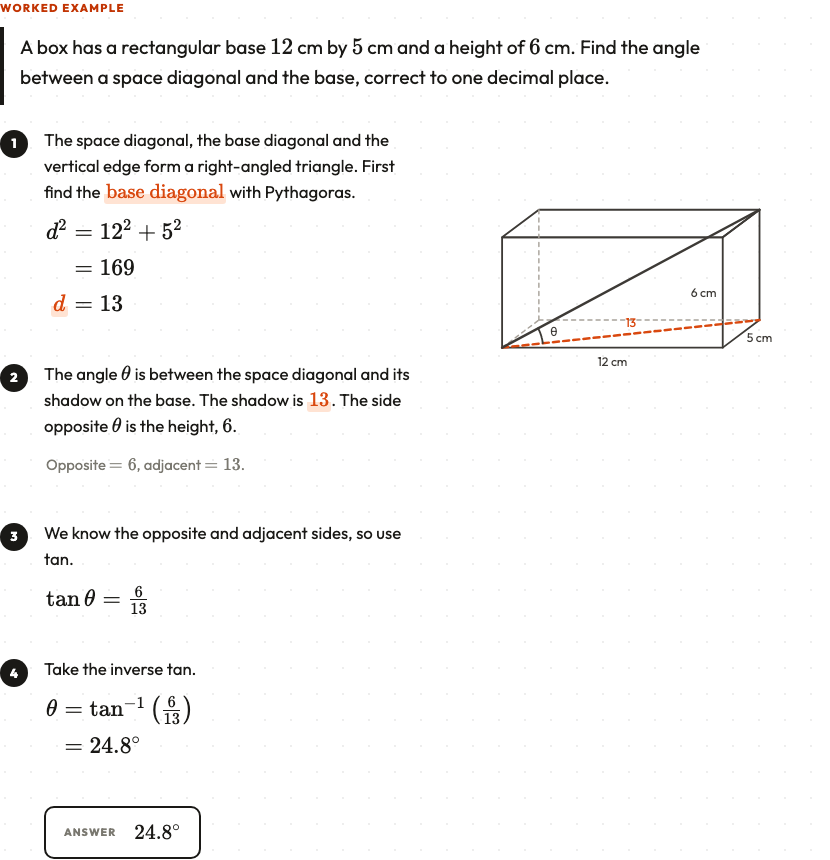 WORKED EXAMPLE
A box has a rectangular base 12 cm by 5 cm and a height of 6 cm. Find the angle
between a space diagonal and the base, correct to one decimal place.
1
The space diagonal, the base diagonal and the
vertical edge form a right-angled triangle. First
find the base diagonal with Pythagoras.
d² = 12² + 5²
= 169
d = 13
6 cm
13
θ
5 cm
12 cm
2
The angle θ is between the space diagonal and its
shadow on the base. The shadow is 13. The side
opposite θ is the height, 6.
Opposite = 6, adjacent = 13.
3
We know the opposite and adjacent sides, so use
tan.
tan θ = 6/13
4
Take the inverse tan.
θ = tan⁻¹ (6/13)
= 24.8°
ANSWER 24.8°